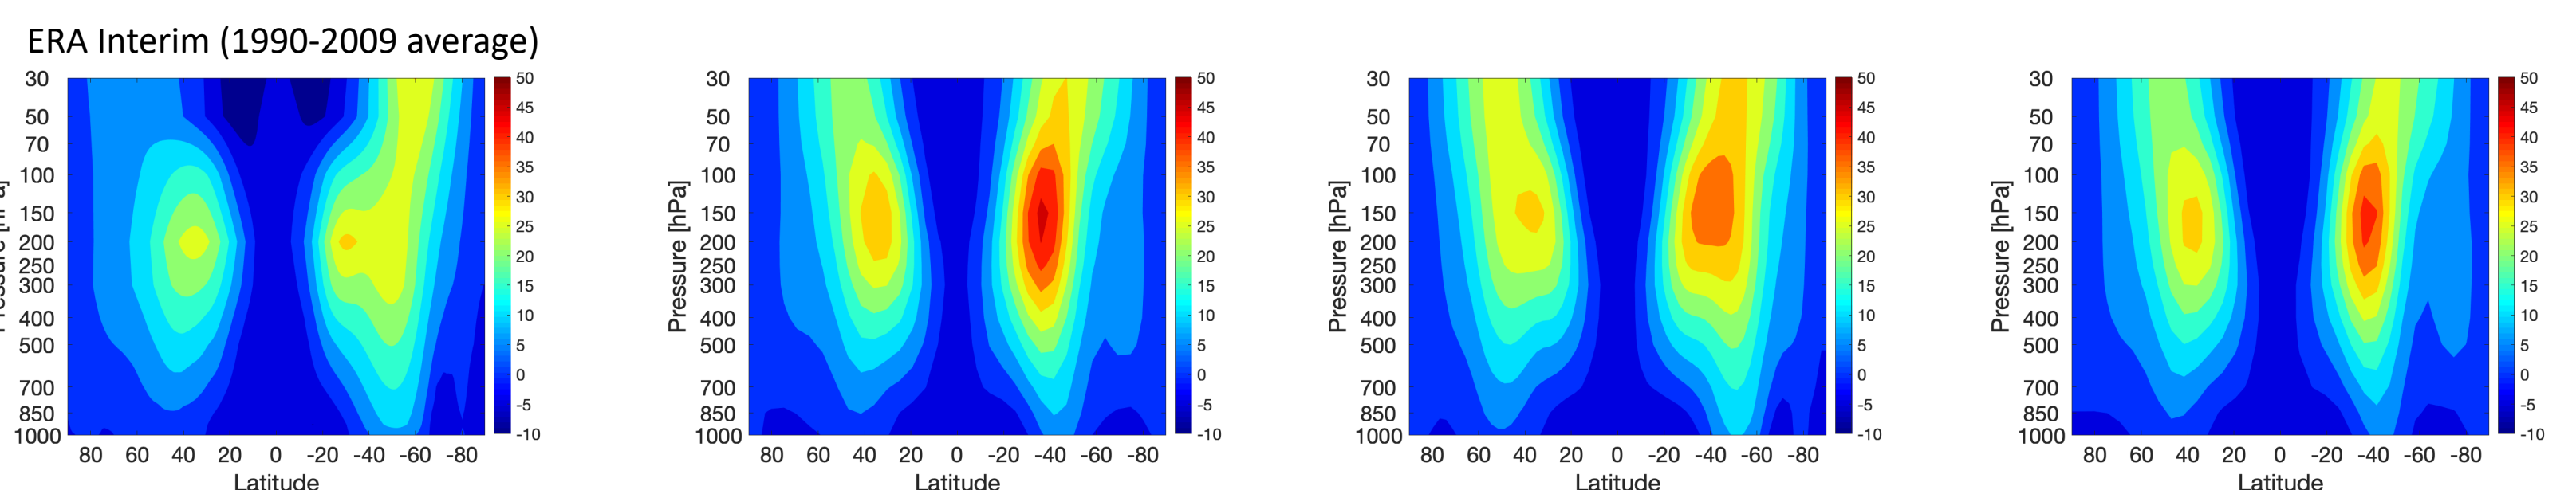 ERA Interim (1990-2009 average)
30 50 30 50 30 50 30 50
45 45 45 45
50 40 50 40 50 40 50 40
70 35 70 35 70 35 70 35
100 30 100 30 100 30 100 30
150 25 150 25 150 25 150 25
200 20 200 20 200 20 200 20
250 15 250 15 250 15 250 15
300 10 300 10 300 10 300 10
400 5 400 5 400 5 400 5
500 0 500 0 500 0 500 0
700 -5 700 -5 700 -5 700 -5
850 850 850 850
1000 -10 1000 -10 1000 -10 1000 -10
Pressure [hPa] Pressure [hPa] Pressure [hPa]
80 60 40 20 0 -20 -40 -60 -80 80 60 40 20 0 -20 -40 -60 -80 80 60 40 20 0 -20 -40 -60 -80 80 60 40 20 0 -20 -40 -60 -80
Latitude Latitude Latitude Latitude